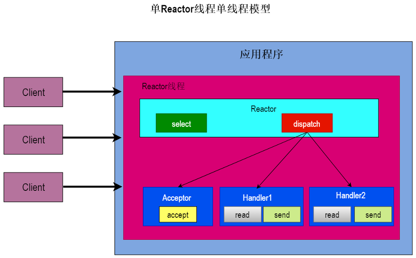 单Reactor线程单线程模型
应用程序
Reactor线程
Client
Client
Client
Reactor
select
dispatch
Acceptor
accept
Handler1
read
send
Handler2
read
send